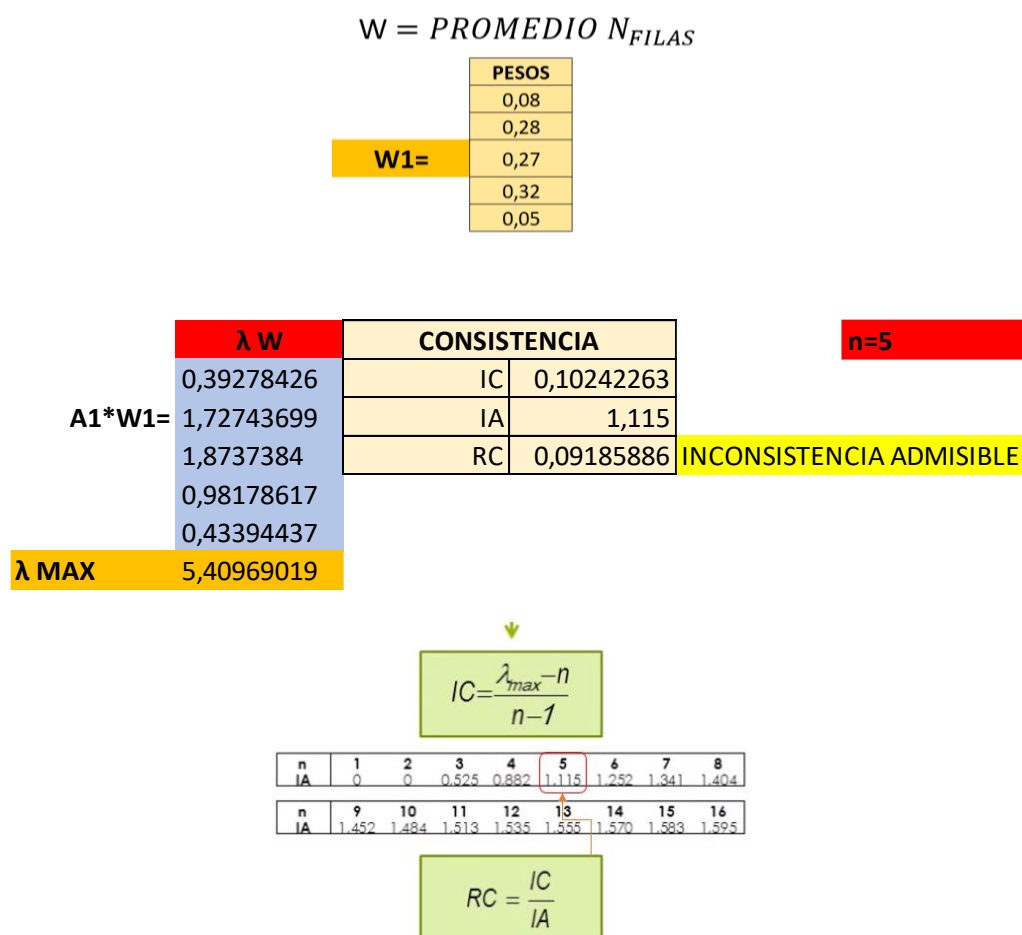 W = PROMEDIO N_FILAS
PESOS
0,08
0,28
W1= 0,27
0,32
0,05
λ W CONSISTENCIA n=5
0,39278426 IC 0,10242263
A1*W1= 1,72743699 IA 1,115
1,8737384 RC 0,09185886 INCONSISTENCIA ADMISIBLE
0,98178617
0,43394437
λ MAX 5,40969019
IC = (λmax − n) / (n − 1)
n 1 2 3 4 5 6 7 8
IA 0 0 0.525 0.882 1.115 1.252 1.341 1.404
n 9 10 11 12 13 14 15 16
IA 1.452 1.484 1.513 1.535 1.555 1.570 1.583 1.595
RC = IC / IA